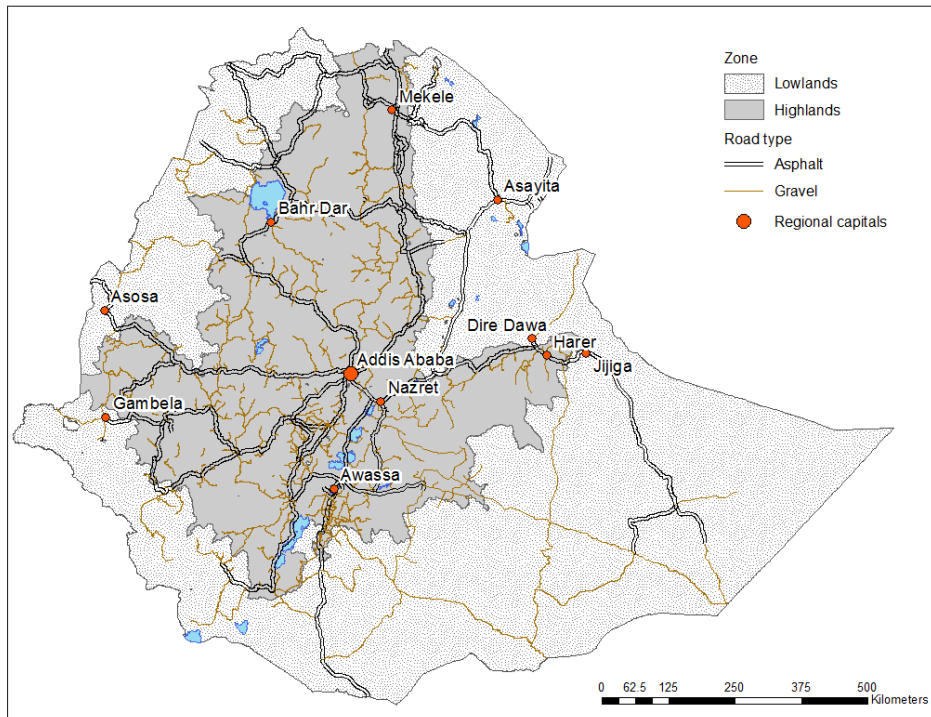 Zone
Lowlands
Highlands
Road type
Asphalt
Gravel
Regional capitals
Mekele
Asayita
Bahr-Dar
Asosa
Dire Dawa
Harer
Jijiga
Addis Ababa
Nazret
Gambela
Awassa
0 62.5 125 250 375 500
Kilometers